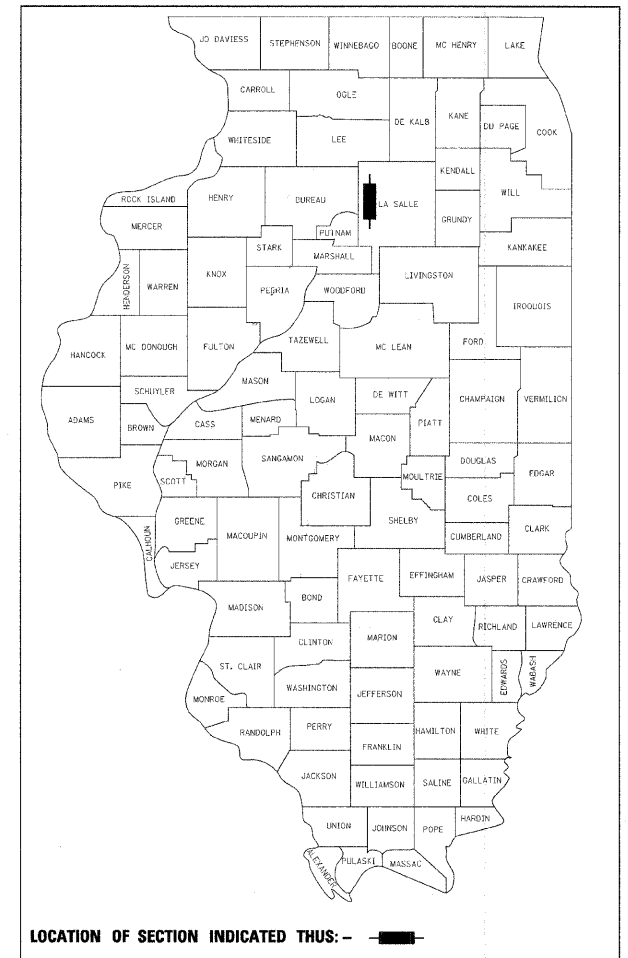 JO DAVIESS
STEPHENSON
WINNEBAGO
BOONE
MC HENRY
LAKE
CARROLL
OGLE
DE KALB
KANE
DU PAGE
COOK
WHITESIDE
LEE
KENDALL
WILL
ROCK ISLAND
HENRY
BUREAU
LA SALLE
GRUNDY
MERCER
PUTNAM
KANKAKEE
STARK
MARSHALL
HENDERSON
WARREN
KNOX
PEORIA
WOODFORD
LIVINGSTON
IROQUOIS
HANCOCK
MC DONOUGH
FULTON
TAZEWELL
MC LEAN
FORD
SCHUYLER
MASON
LOGAN
DE WITT
CHAMPAIGN
VERMILION
ADAMS
BROWN
CASS
MENARD
MACON
PIATT
PIKE
SCOTT
MORGAN
SANGAMON
CHRISTIAN
MOULTRIE
DOUGLAS
EDGAR
COLES
CALHOUN
GREENE
MACOUPIN
MONTGOMERY
SHELBY
CUMBERLAND
CLARK
JERSEY
FAYETTE
EFFINGHAM
JASPER
CRAWFORD
MADISON
BOND
CLAY
RICHLAND
LAWRENCE
CLINTON
MARION
ST. CLAIR
WAYNE
EDWARDS
WABASH
MONROE
WASHINGTON
JEFFERSON
RANDOLPH
PERRY
HAMILTON
WHITE
FRANKLIN
JACKSON
WILLIAMSON
SALINE
GALLATIN
UNION
JOHNSON
POPE
HARDIN
ALEXANDER
PULASKI
MASSAC
LOCATION OF SECTION INDICATED THUS: –